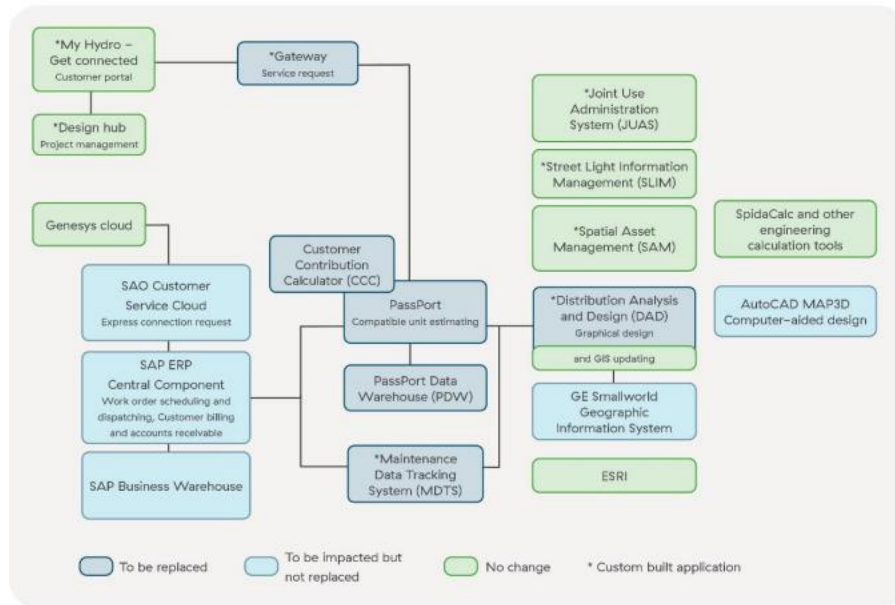 *My Hydro –
Get connected
Customer portal
*Gateway
Service request
*Design hub
Project management
*Joint Use
Administration
System (JUAS)
*Street Light Information
Management (SLIM)
*Spatial Asset
Management (SAM)
SpidaCalc and other
engineering
calculation tools
Genesys cloud
Customer
Contribution
Calculator (CCC)
SAO Customer
Service Cloud
Express connection request
PassPort
Compatible unit estimating
*Distribution Analysis
and Design (DAD)
Graphical design
and GIS updating
AutoCAD MAP3D
Computer-aided design
SAP ERP
Central Component
Work order scheduling and
dispatching, Customer billing
and accounts receivable
PassPort Data
Warehouse (PDW)
GE Smallworld
Geographic
Information System
SAP Business Warehouse
*Maintenance
Data Tracking
System (MDTS)
ESRI
To be replaced
To be impacted but
not replaced
No change
* Custom built application